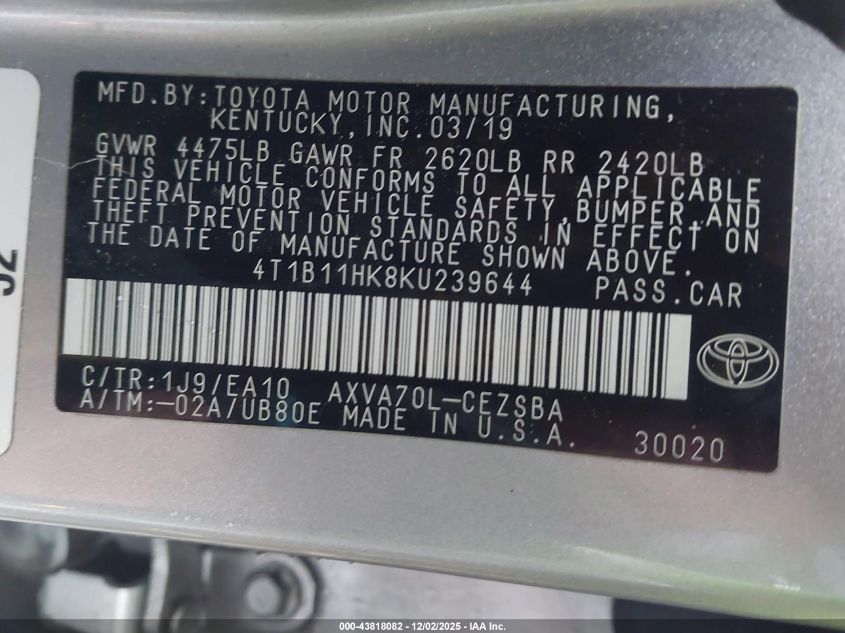 MFD.BY:TOYOTA MOTOR MANUFACTURING,
KENTUCKY,INC.03/19
GVWR 4475LB GAWR FR 2620LB RR 2420LB
THIS VEHICLE CONFORMS TO ALL APPLICABLE
FEDERAL MOTOR VEHICLE SAFETY,BUMPER,AND
THEFT PREVENTION STANDARDS IN EFFECT ON
THE DATE OF MANUFACTURE SHOWN ABOVE.
4T1B11HK8KU239644 PASS.CAR
C/TR:1J9/EA10 AXVA70L-CEZSBA
A/TM:-02A/UB80E MADE IN U.S.A. 30020
J2
000-43818082 - 12/02/2025 - IAA Inc.